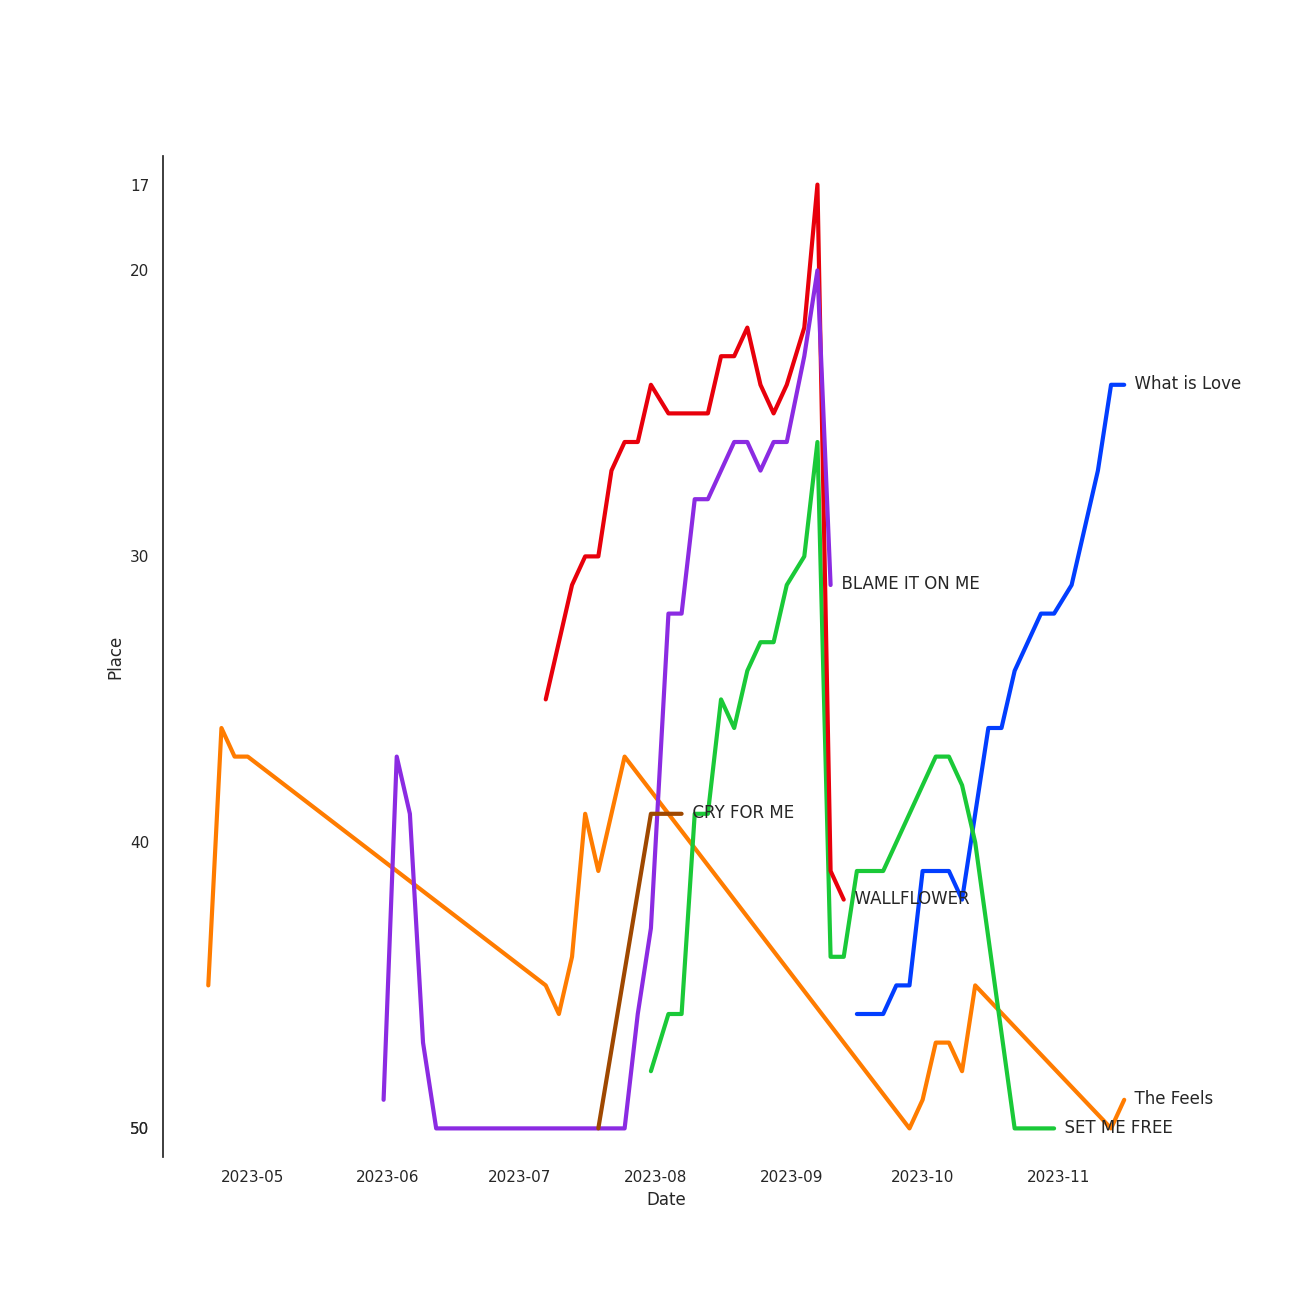 17
20
What is Love
30
BLAME IT ON ME
Place
CRY FOR ME
40
WALLFLOWER
The Feels
50
SET ME FREE
2023-05 2023-06 2023-07 2023-08 2023-09 2023-10 2023-11
Date